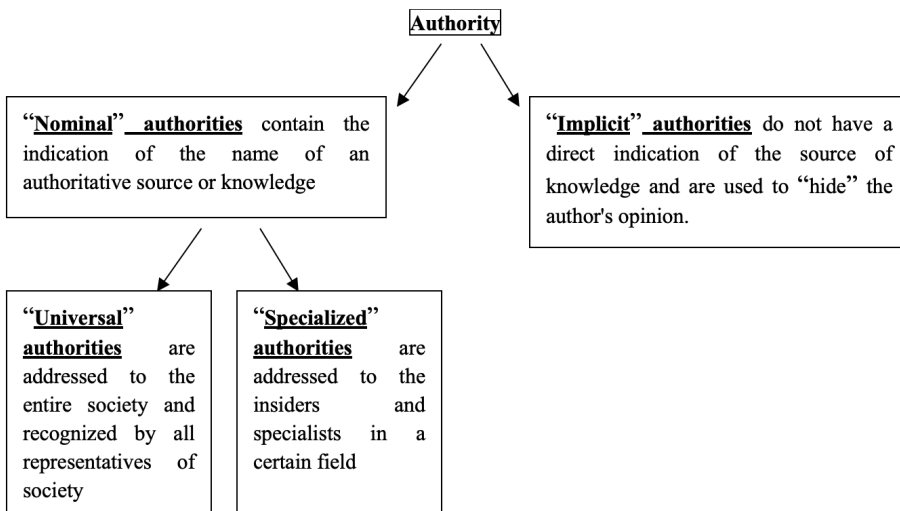 Authority
“Nominal” authorities contain the
indication of the name of an
authoritative source or knowledge
“Implicit” authorities do not have a
direct indication of the source of
knowledge and are used to “hide” the
author's opinion.
“Universal”
authorities are
addressed to the
entire society and
recognized by all
representatives of
society
“Specialized”
authorities are
addressed to the
insiders and
specialists in a
certain field